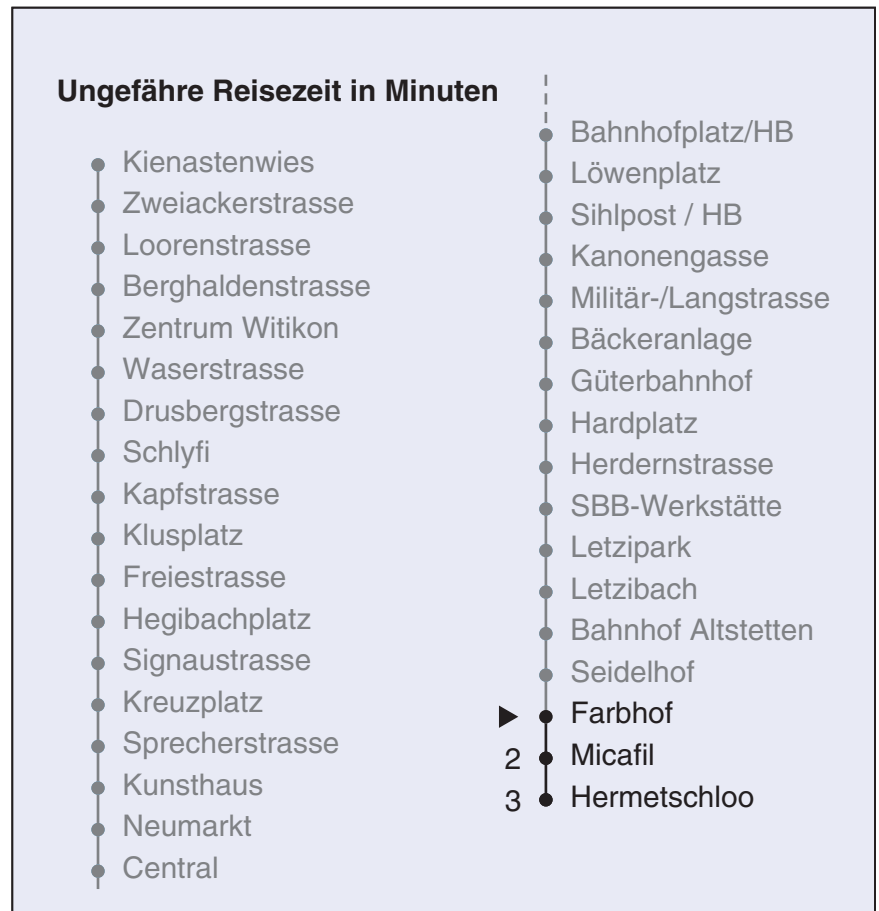 Ungefähre Reisezeit in Minuten
Kienastenwies
Zweiackerstrasse
Loorenstrasse
Berghaldenstrasse
Zentrum Witikon
Waserstrasse
Drusbergstrasse
Schlyfi
Kapfstrasse
Klusplatz
Freiestrasse
Hegibachplatz
Signaustrasse
Kreuzplatz
Sprecherstrasse
Kunsthaus
Neumarkt
Central
Bahnhofplatz/HB
Löwenplatz
Sihlpost / HB
Kanonengasse
Militär-/Langstrasse
Bäckeranlage
Güterbahnhof
Hardplatz
Herdernstrasse
SBB-Werkstätte
Letzipark
Letzibach
Bahnhof Altstetten
Seidelhof
Farbhof
2 Micafil
3 Hermetschloo